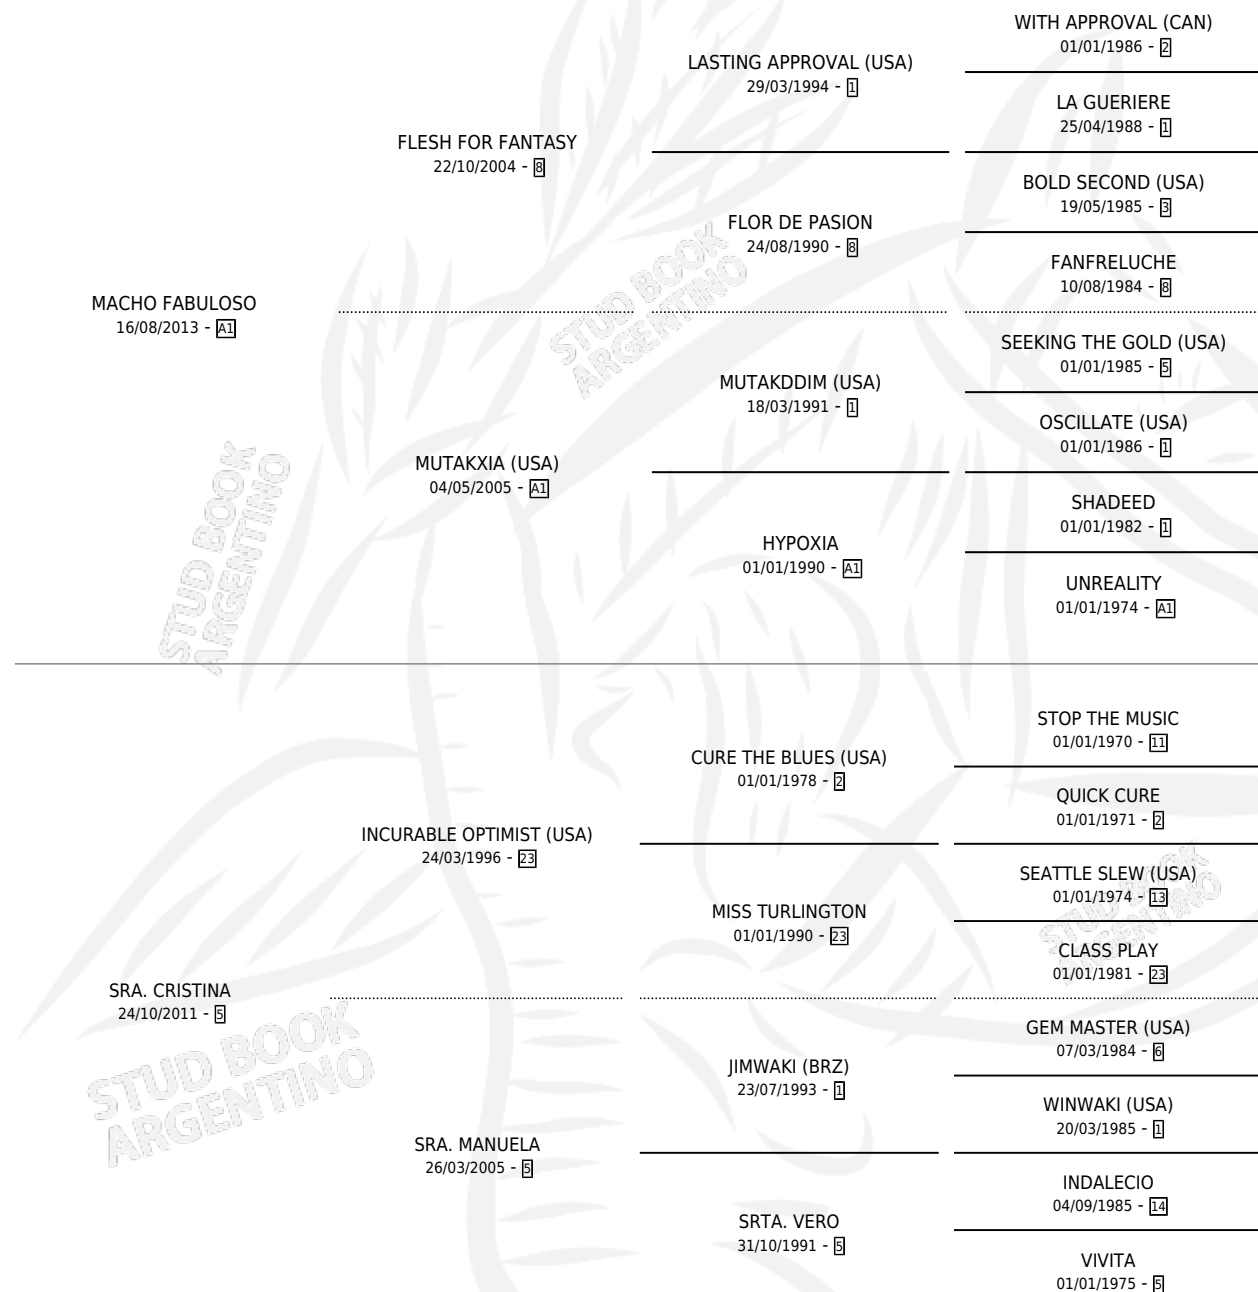 WITH APPROVAL (CAN)
01/01/1986 - 2
LASTING APPROVAL (USA)
29/03/1994 - 1
LA GUERIERE
25/04/1988 - 1
FLESH FOR FANTASY
22/10/2004 - 8
BOLD SECOND (USA)
19/05/1985 - 3
FLOR DE PASION
24/08/1990 - 8
FANFRELUCHE
10/08/1984 - 8
MACHO FABULOSO
16/08/2013 - A1
STUD BOOK
ARGENTINO
SEEKING THE GOLD (USA)
01/01/1985 - 5
MUTAKDDIM (USA)
18/03/1991 - 1
OSCILLATE (USA)
01/01/1986 - 1
MUTAKXIA (USA)
04/05/2005 - A1
SHADEED
01/01/1982 - 1
HYPOXIA
01/01/1990 - A1
UNREALITY
01/01/1974 - A1
STUD BOOK
ARGENTINO
STOP THE MUSIC
01/01/1970 - 11
CURE THE BLUES (USA)
01/01/1978 - 2
QUICK CURE
01/01/1971 - 2
INCURABLE OPTIMIST (USA)
24/03/1996 - 23
SEATTLE SLEW (USA)
01/01/1974 - 13
MISS TURLINGTON
01/01/1990 - 23
CLASS PLAY
01/01/1981 - 23
STUD BOOK
ARGENTINO
SRA. CRISTINA
24/10/2011 - 5
STUD BOOK
ARGENTINO
GEM MASTER (USA)
07/03/1984 - 6
JIMWAKI (BRZ)
23/07/1993 - 1
WINWAKI (USA)
20/03/1985 - 1
SRA. MANUELA
26/03/2005 - 5
INDALECIO
04/09/1985 - 14
SRTA. VERO
31/10/1991 - 5
VIVITA
01/01/1975 - 5